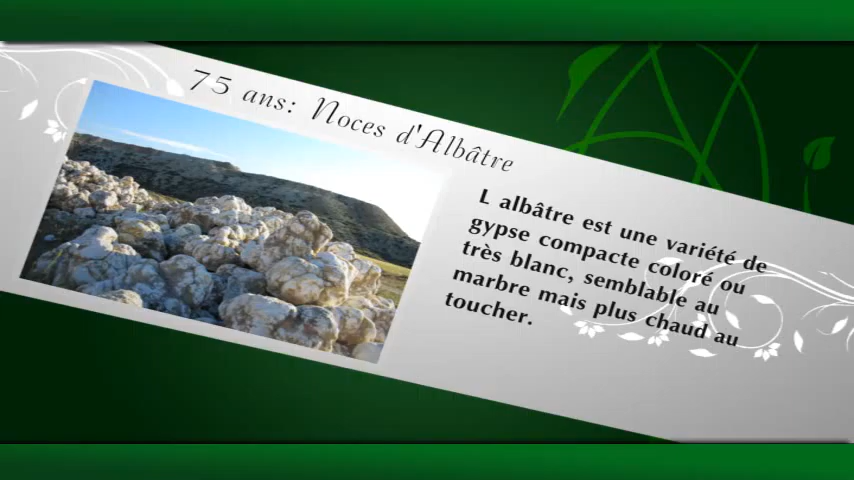 75 ans: Noces d'Albâtre
L albâtre est une variété de
gypse compacte coloré ou
très blanc, semblable au
marbre mais plus chaud au
toucher.